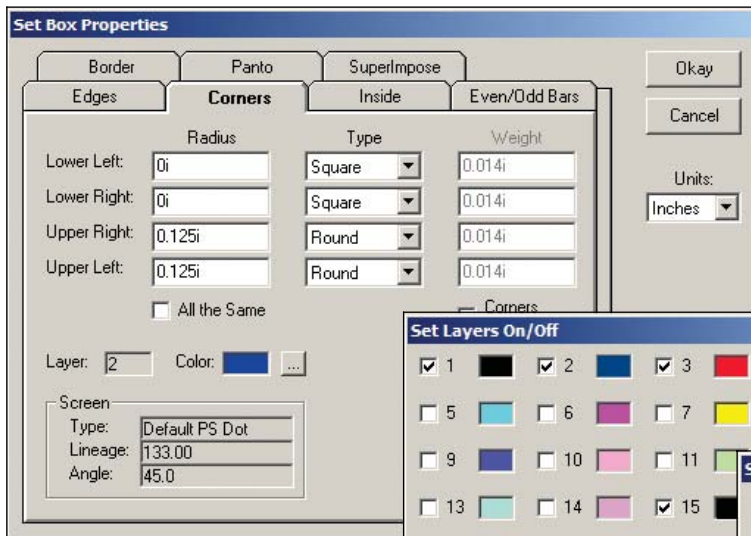 Set Box Properties
Border Panto SuperImpose
Edges Corners Inside Even/Odd Bars
Okay
Cancel
Units:
Inches
Radius Type Weight
Lower Left: 0i Square 0.014i
Lower Right: 0i Square 0.014i
Upper Right: 0.125i Round 0.014i
Upper Left: 0.125i Round 0.014i
All the Same Corners
Layer: 2 Color: ...
Screen
Type: Default PS Dot
Lineage: 133.00
Angle: 45.0
Set Layers On/Off
1 2 3
5 6 7
9 10 11
13 14 15